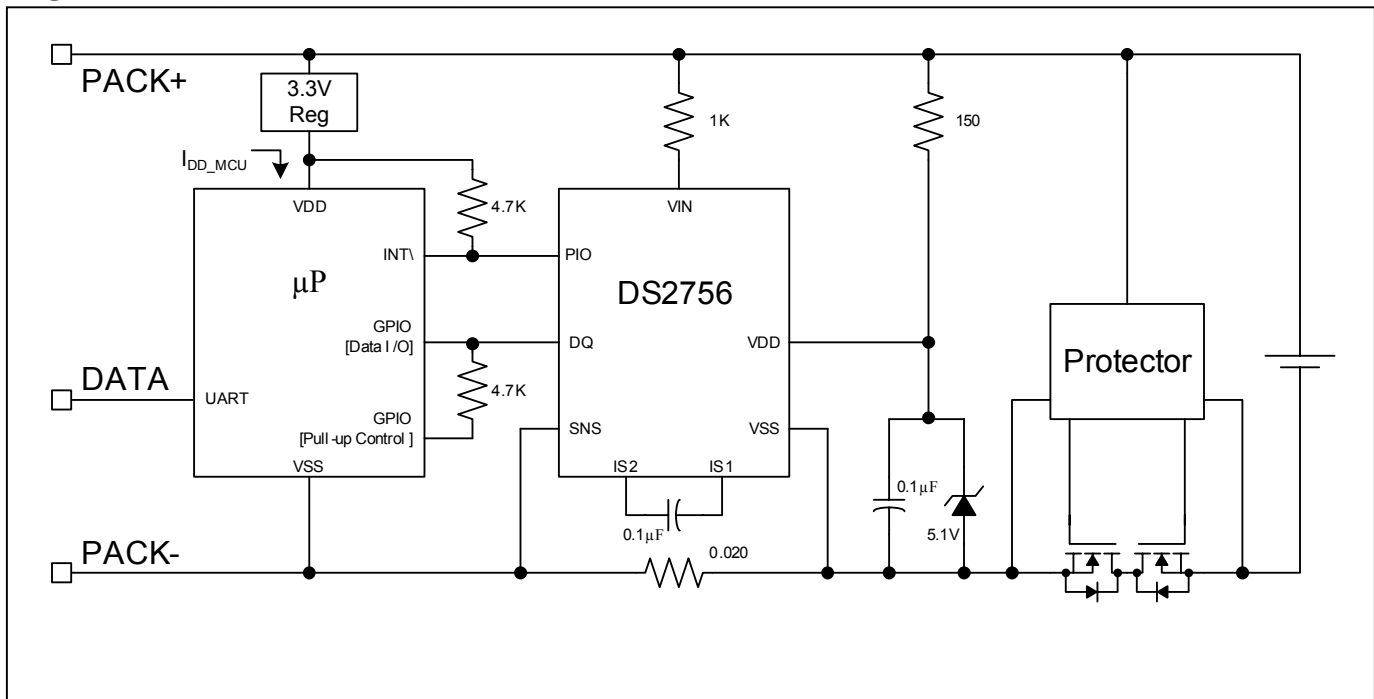 PACK+
3.3V
Reg
I_DD_MCU
VDD
4.7K
1K
150
VIN
INT\
PIO
µP
DS2756
GPIO
[Data I /O]
DQ
VDD
Protector
DATA
UART
4.7K
GPIO
[Pull -up Control ]
SNS
VSS
VSS
IS2
IS1
0.1µF
0.1µF
5.1V
PACK-
0.020